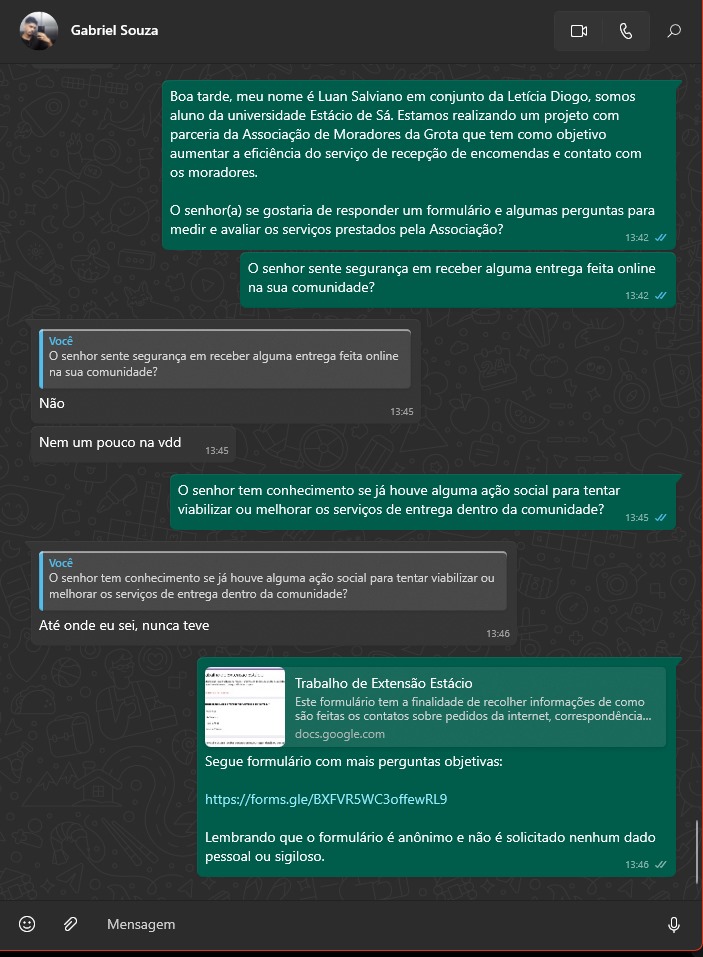 Gabriel Souza
Boa tarde, meu nome é Luan Salviano em conjunto da Letícia Diogo, somos
aluno da universidade Estácio de Sá. Estamos realizando um projeto com
parceria da Associação de Moradores da Grota que tem como objetivo
aumentar a eficiência do serviço de recepção de encomendas e contato com
os moradores.
O senhor(a) se gostaria de responder um formulário e algumas perguntas para
medir e avaliar os serviços prestados pela Associação?
13:42
O senhor sente segurança em receber alguma entrega feita online
na sua comunidade?
13:42
Você
O senhor sente segurança em receber alguma entrega feita online
na sua comunidade?
Não
13:45
Nem um pouco na vdd
13:45
O senhor tem conhecimento se já houve alguma ação social para tentar
viabilizar ou melhorar os serviços de entrega dentro da comunidade?
13:45
Você
O senhor tem conhecimento se já houve alguma ação social para tentar viabilizar ou
melhorar os serviços de entrega dentro da comunidade?
Até onde eu sei, nunca teve
13:46
Trabalho de Extensão Estácio
Este formulário tem a finalidade de recolher informações de como
são feitas os contatos sobre pedidos da internet, correspondência...
docs.google.com
Segue formulário com mais perguntas objetivas:
https://forms.gle/BXFVR5WC3offewRL9
Lembrando que o formulário é anônimo e não é solicitado nenhum dado
pessoal ou sigiloso.
13:46
Mensagem